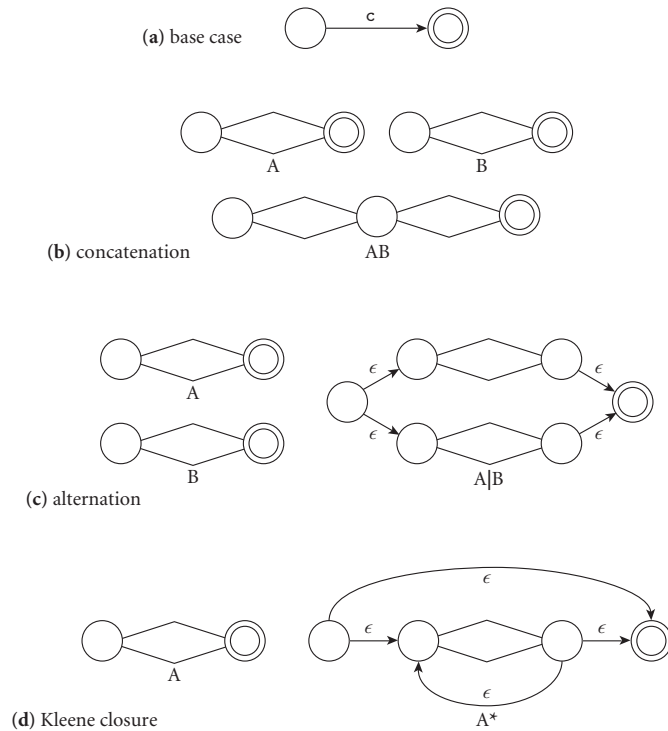 c
(a) base case
A
B
(b) concatenation
AB
A
ϵ
ϵ
ϵ
ϵ
B
A|B
(c) alternation
ϵ
ϵ
ϵ
A
ϵ
A*
(d) Kleene closure